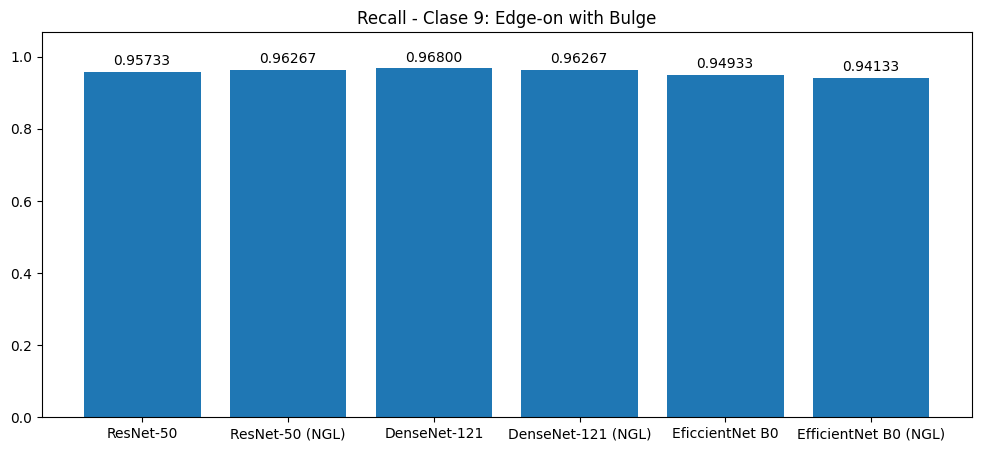 Recall - Clase 9: Edge-on with Bulge
1.0
0.8
0.6
0.4
0.2
0.0
0.95733
0.96267
0.96800
0.96267
0.94933
0.94133
ResNet-50
ResNet-50 (NGL)
DenseNet-121
DenseNet-121 (NGL)
EficcientNet B0
EfficientNet B0 (NGL)